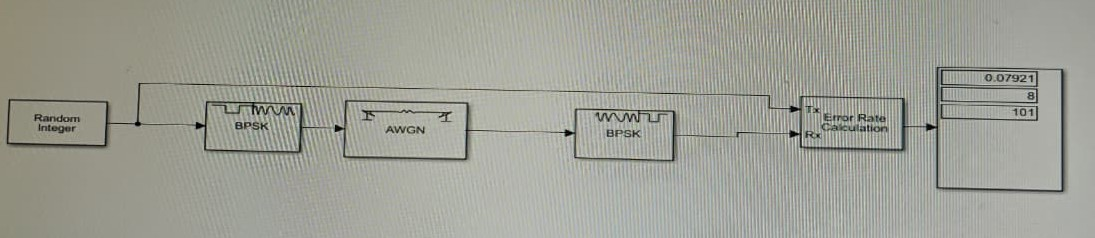 Random
Integer
BPSK
AWGN
BPSK
Tx
Rx
Error Rate
Calculation
0.07921
8
101